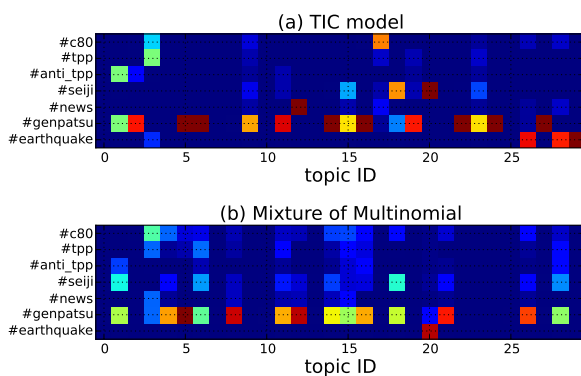 (a) TIC model
#c80
#tpp
#anti_tpp
#seiji
#news
#genpatsu
#earthquake
0 5 10 15 20 25
topic ID
(b) Mixture of Multinomial
#c80
#tpp
#anti_tpp
#seiji
#news
#genpatsu
#earthquake
0 5 10 15 20 25
topic ID